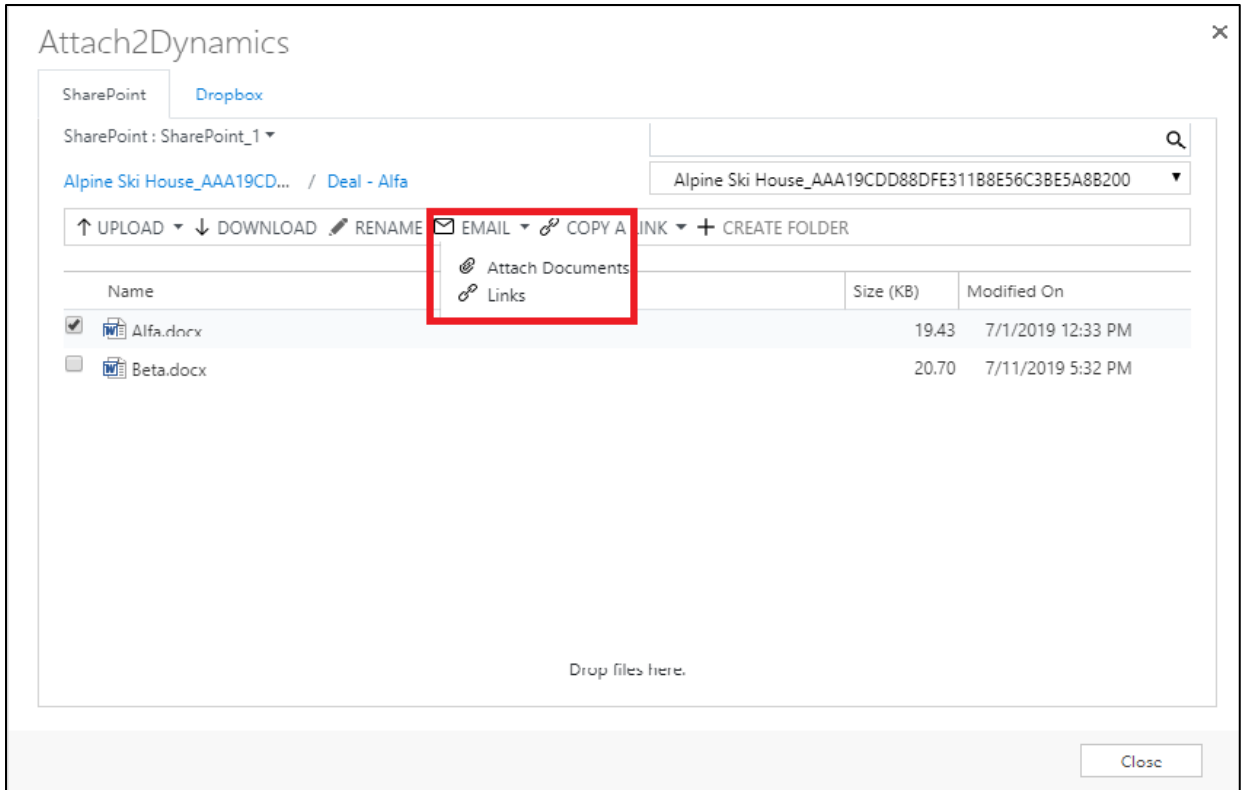 Attach2Dynamics
SharePoint Dropbox
SharePoint : SharePoint_1
Alpine Ski House_AAA19CD... / Deal - Alfa
Alpine Ski House_AAA19CDD88DFE311B8E56C3BE5A8B200
UPLOAD DOWNLOAD RENAME EMAIL COPY A LINK CREATE FOLDER
Attach Documents
Links
Name Size (KB) Modified On
Alfa.docx 19.43 7/1/2019 12:33 PM
Beta.docx 20.70 7/11/2019 5:32 PM
Drop files here.
Close